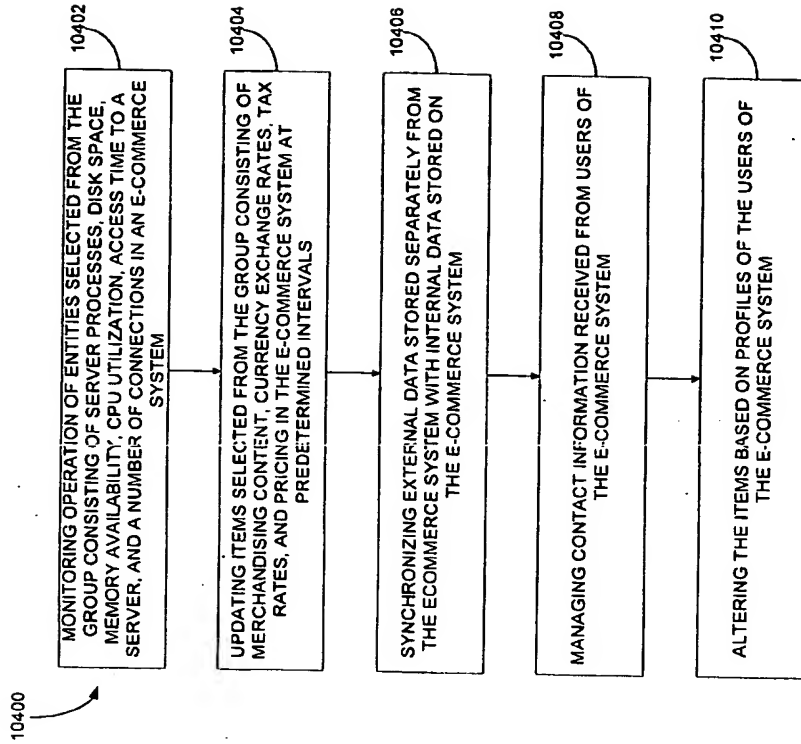 10400
10402
MONITORING OPERATION OF ENTITIES SELECTED FROM THE
GROUP CONSISTING OF SERVER PROCESSES, DISK SPACE,
MEMORY AVAILABILITY, CPU UTILIZATION, ACCESS TIME TO A
SERVER, AND A NUMBER OF CONNECTIONS IN AN E-COMMERCE
SYSTEM
10404
UPDATING ITEMS SELECTED FROM THE GROUP CONSISTING OF
MERCHANDISING CONTENT, CURRENCY EXCHANGE RATES, TAX
RATES, AND PRICING IN THE E-COMMERCE SYSTEM AT
PREDETERMINED INTERVALS
10406
SYNCHRONIZING EXTERNAL DATA STORED SEPARATELY FROM
THE ECOMMERCE SYSTEM WITH INTERNAL DATA STORED ON
THE E-COMMERCE SYSTEM
10408
MANAGING CONTACT INFORMATION RECEIVED FROM USERS OF
THE E-COMMERCE SYSTEM
10410
ALTERING THE ITEMS BASED ON PROFILES OF THE USERS OF
THE E-COMMERCE SYSTEM